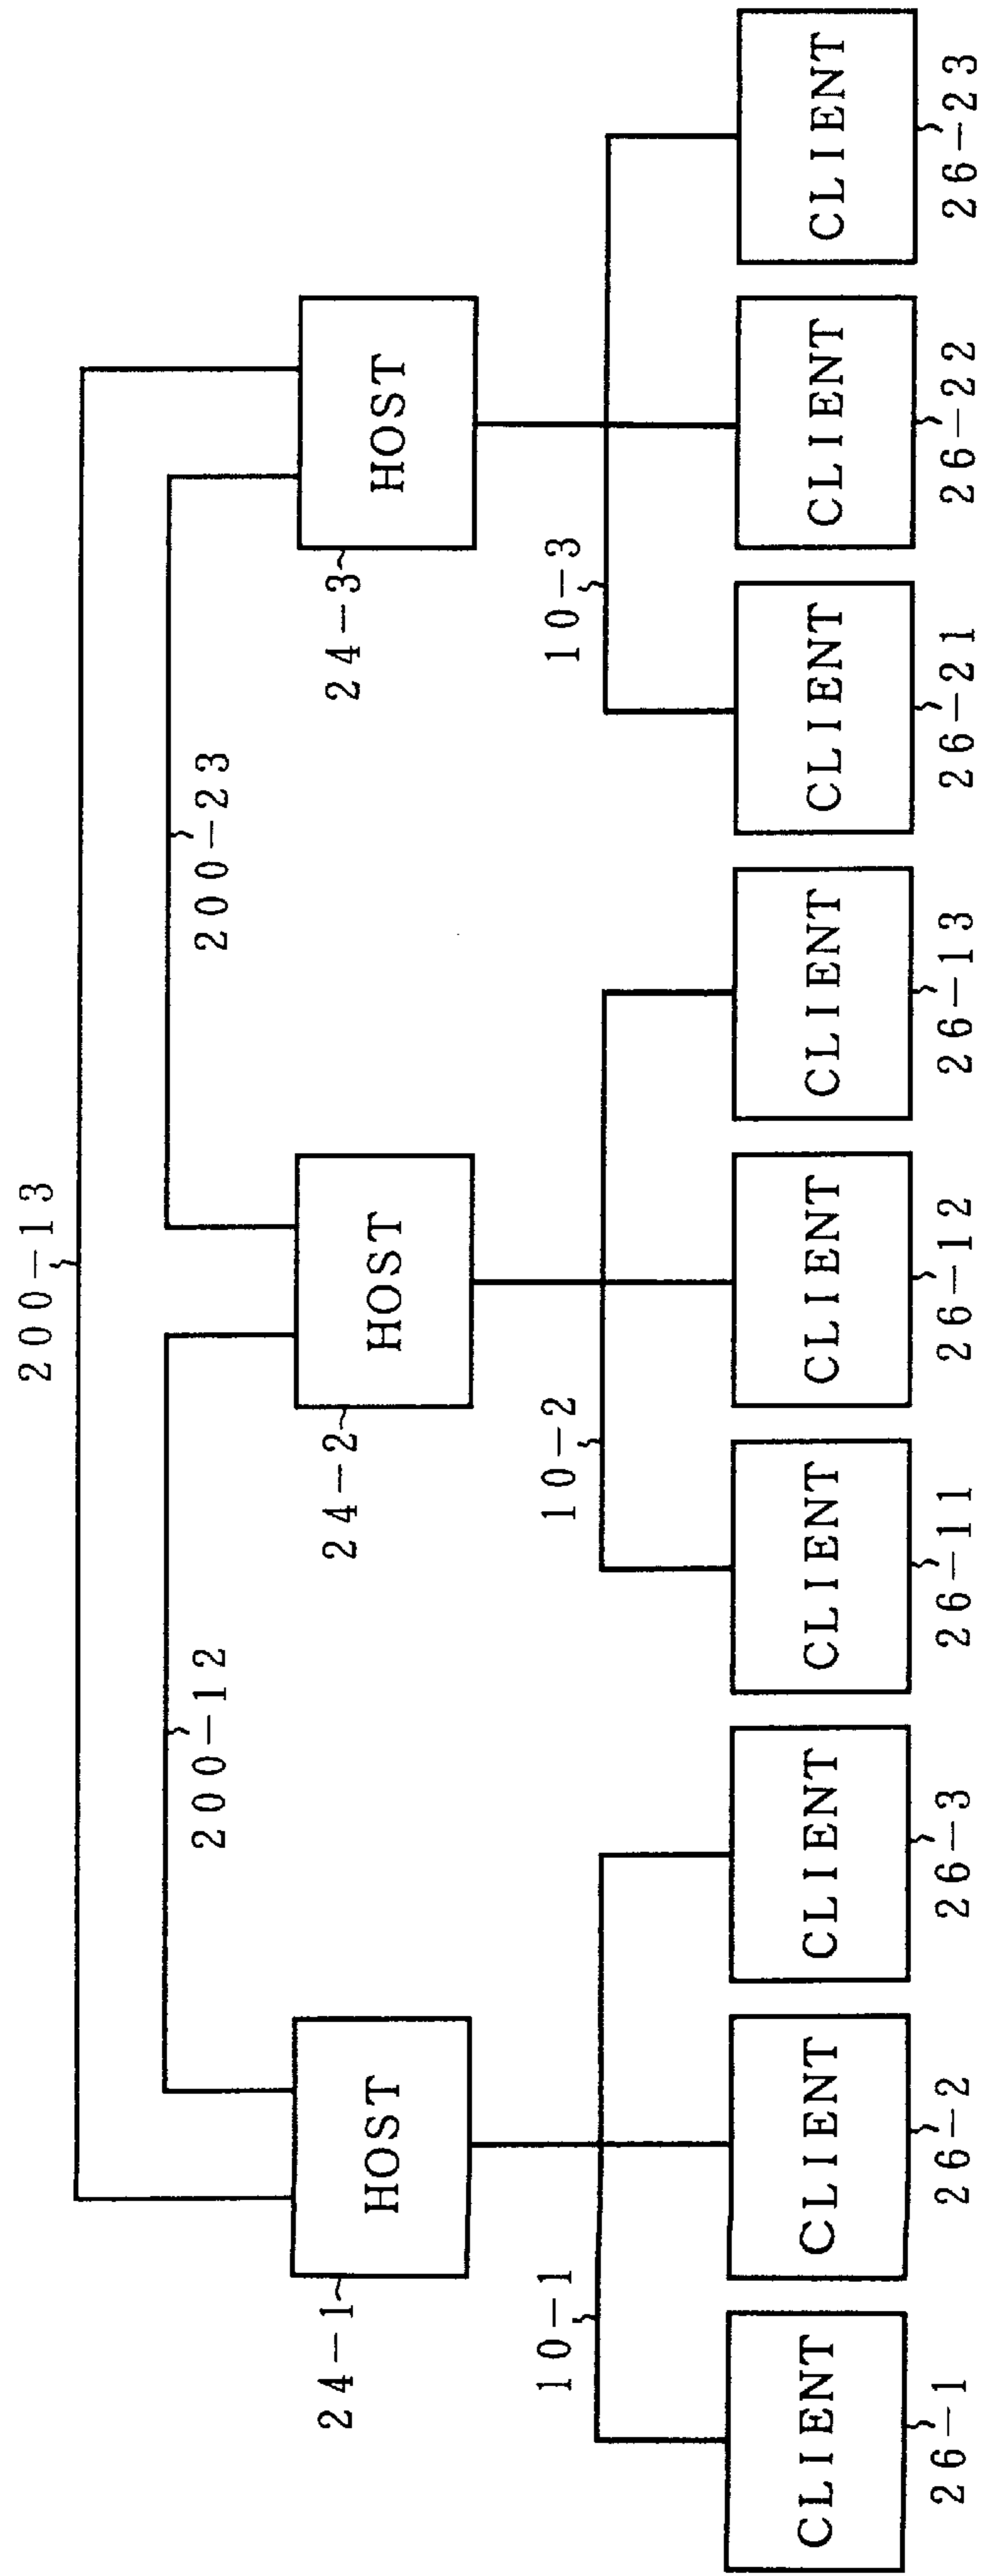 200-13
200-12
200-23
HOST
HOST
HOST
24-1
24-2
24-3
10-1
10-2
10-3
CLIENT
CLIENT
CLIENT
CLIENT
CLIENT
CLIENT
CLIENT
CLIENT
CLIENT
26-1
26-2
26-3
26-11
26-12
26-13
26-21
26-22
26-23